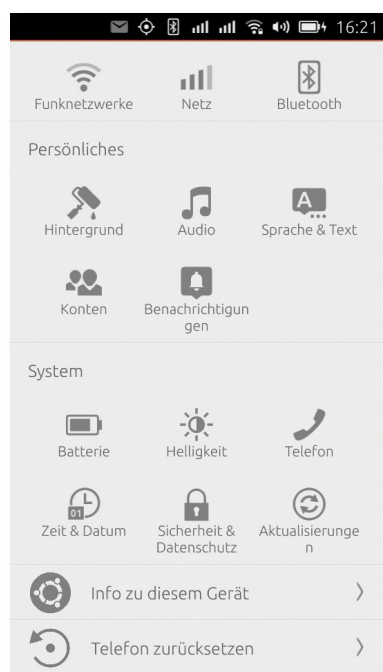 16:21
Funknetzwerke Netz Bluetooth
Persönliches
Hintergrund Audio Sprache & Text
A...
Konten Benachrichtigun
gen
System
Batterie Helligkeit Telefon
01
Zeit & Datum Sicherheit & Aktualisierunge
Datenschutz n
Info zu diesem Gerät
Telefon zurücksetzen